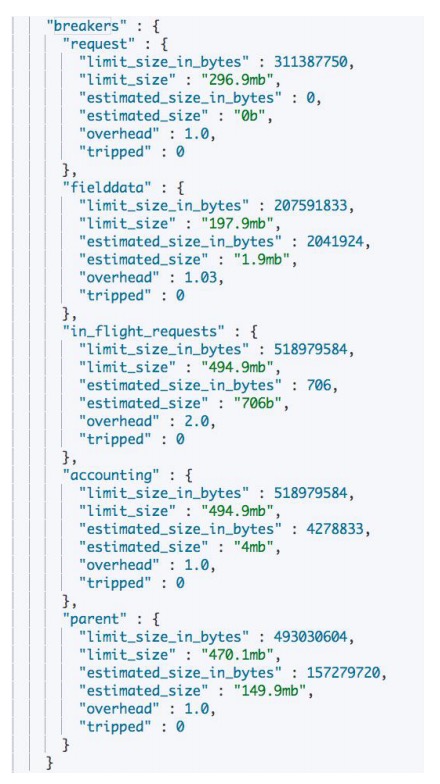 "breakers" : {
"request" : {
"limit_size_in_bytes" : 311387750,
"limit_size" : "296.9mb",
"estimated_size_in_bytes" : 0,
"estimated_size" : "0b",
"overhead" : 1.0,
"tripped" : 0
},
"fielddata" : {
"limit_size_in_bytes" : 207591833,
"limit_size" : "197.9mb",
"estimated_size_in_bytes" : 2041924,
"estimated_size" : "1.9mb",
"overhead" : 1.03,
"tripped" : 0
},
"in_flight_requests" : {
"limit_size_in_bytes" : 518979584,
"limit_size" : "494.9mb",
"estimated_size_in_bytes" : 706,
"estimated_size" : "706b",
"overhead" : 2.0,
"tripped" : 0
},
"accounting" : {
"limit_size_in_bytes" : 518979584,
"limit_size" : "494.9mb",
"estimated_size_in_bytes" : 4278833,
"estimated_size" : "4mb",
"overhead" : 1.0,
"tripped" : 0
},
"parent" : {
"limit_size_in_bytes" : 493030604,
"limit_size" : "470.1mb",
"estimated_size_in_bytes" : 157279720,
"estimated_size" : "149.9mb",
"overhead" : 1.0,
"tripped" : 0
}
}